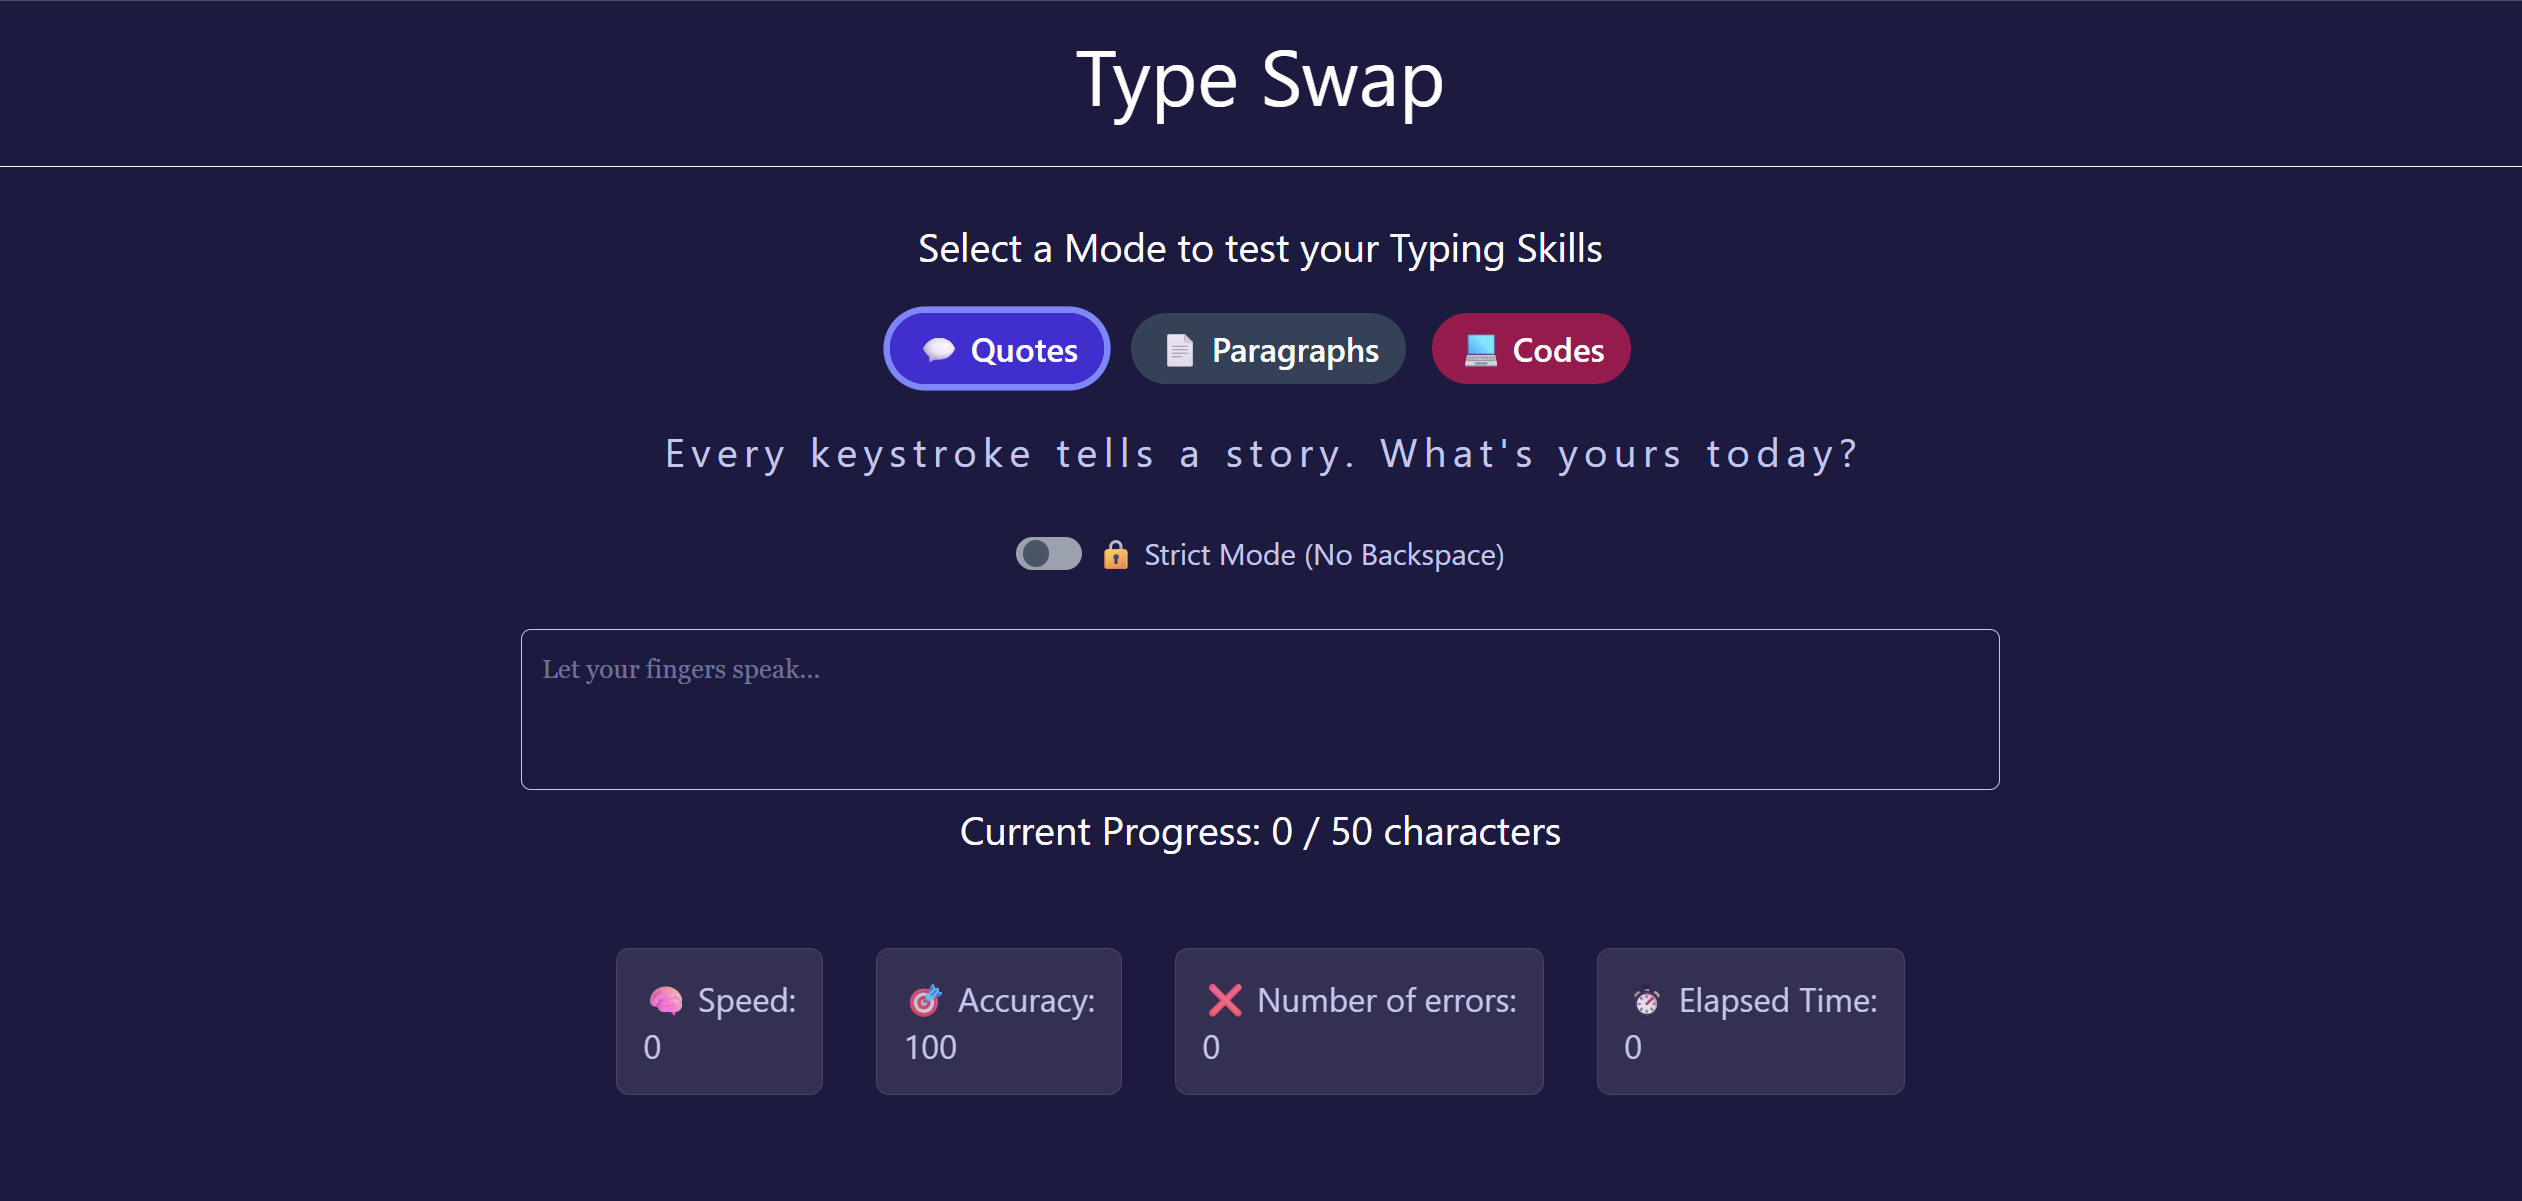 Type Swap
Select a Mode to test your Typing Skills
Quotes
Paragraphs
Codes
Every keystroke tells a story. What's yours today?
Strict Mode (No Backspace)
Let your fingers speak...
Current Progress: 0 / 50 characters
Speed:
0
Accuracy:
100
Number of errors:
0
Elapsed Time:
0